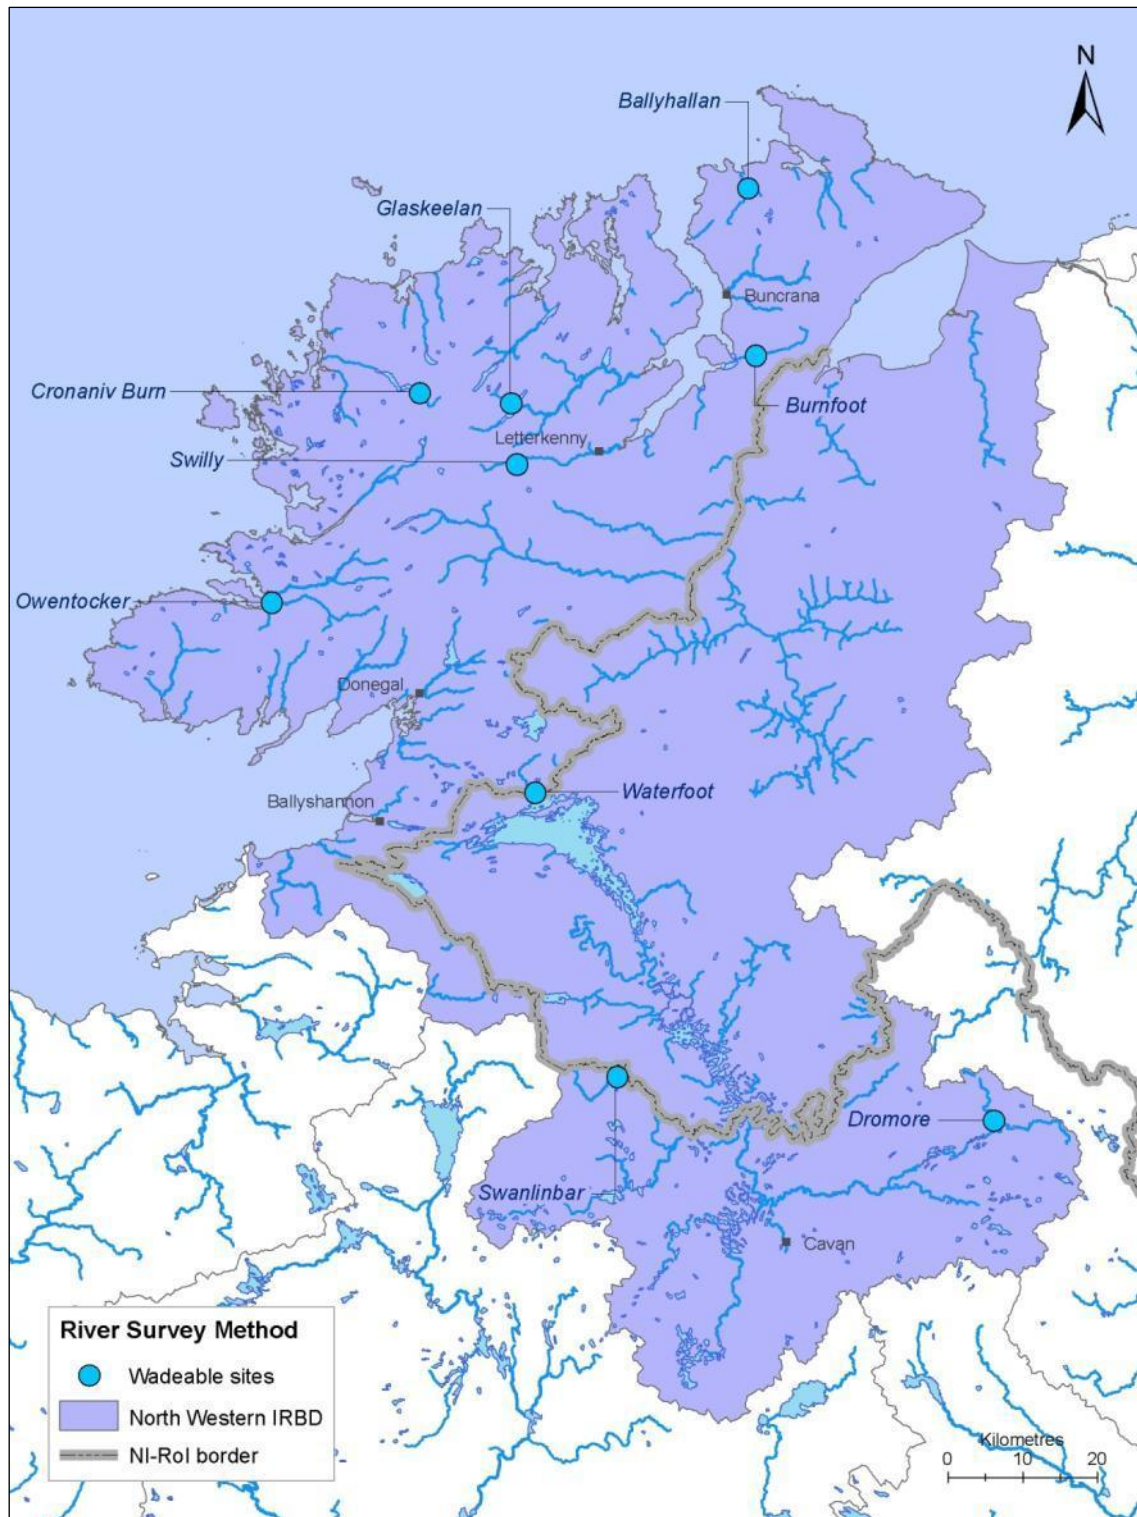 N
Ballyhallan
Glaskeelan
Buncrana
Cronaniv Burn
Burnfoot
Letterkenny
Swilly
Owentocker
Donegal
Waterfoot
Ballyshannon
Dromore
Swanlinbar
Cavan
River Survey Method
Wadeable sites
North Western IRBD
NI-RoI border
Kilometres
0 10 20